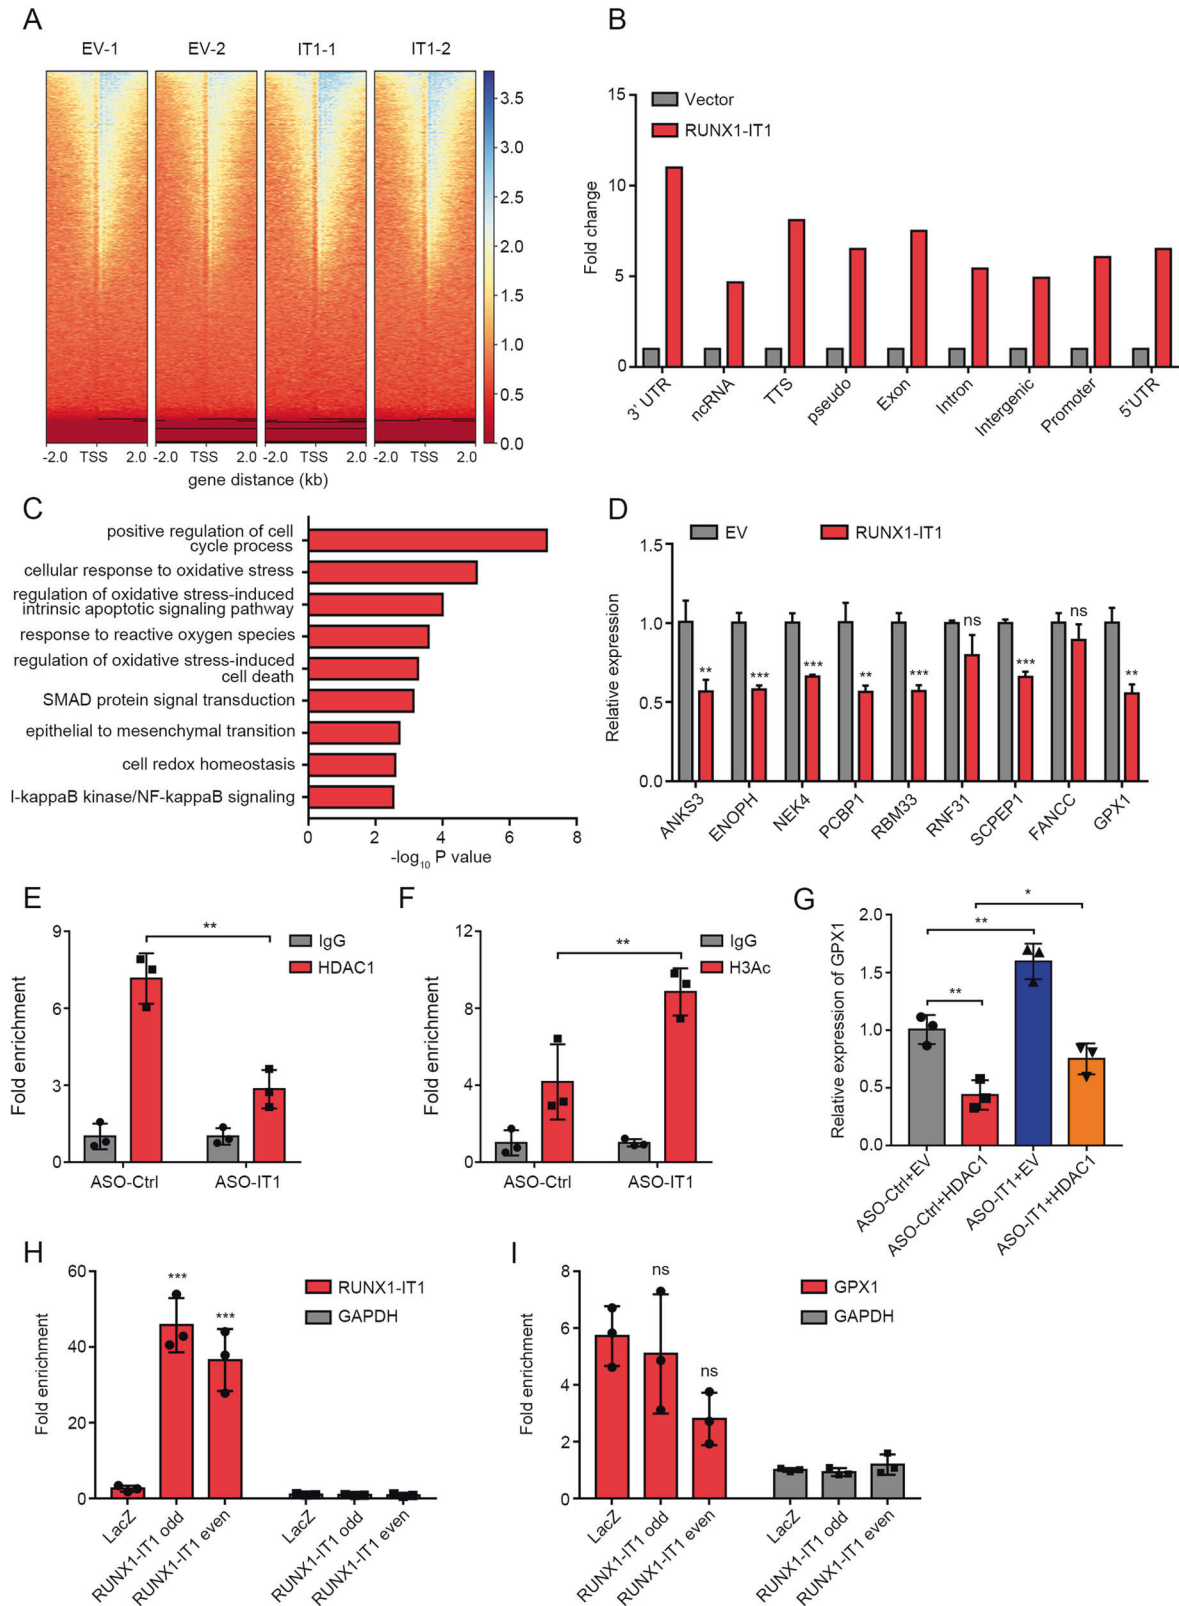 A
EV-1 EV-2 IT1-1 IT1-2
3.5
3.0
2.5
2.0
1.5
1.0
0.5
0.0
-2.0 TSS 2.0 -2.0 TSS 2.0 -2.0 TSS 2.0 -2.0 TSS 2.0
gene distance (kb)
B
Vector
RUNX1-IT1
Fold change
15
10
5
0
3' UTR ncRNA TTS pseudo Exon Intron Intergenic Promoter 5'UTR
C
positive regulation of cell
cycle process
cellular response to oxidative stress
regulation of oxidative stress-induced
intrinsic apoptotic signaling pathway
response to reactive oxygen species
regulation of oxidative stress-induced
cell death
SMAD protein signal transduction
epithelial to mesenchymal transition
cell redox homeostasis
I-kappaB kinase/NF-kappaB signaling
0 2 4 6 8
-log10 P value
D
EV RUNX1-IT1
Relative expression
1.5
1.0
0.5
0.0
** *** *** ** *** ns *** ns **
ANKS3 ENOPH NEK4 PCBP1 RBM33 RNF31 SCPEP1 FANCC GPX1
E
Fold enrichment
9
6
3
0
**
IgG
HDAC1
ASO-Ctrl ASO-IT1
F
Fold enrichment
12
8
4
0
**
IgG
H3Ac
ASO-Ctrl ASO-IT1
G
Relative expression of GPX1
2.0
1.5
1.0
0.5
0.0
*
**
**
ASO-Ctrl+EV ASO-Ctrl+HDAC1 ASO-IT1+EV ASO-IT1+HDAC1
H
Fold enrichment
60
40
20
0
*** ***
RUNX1-IT1
GAPDH
LacZ RUNX1-IT1 odd RUNX1-IT1 even LacZ RUNX1-IT1 odd RUNX1-IT1 even
I
Fold enrichment
8
6
4
2
0
ns
ns
GPX1
GAPDH
LacZ RUNX1-IT1 odd RUNX1-IT1 even LacZ RUNX1-IT1 odd RUNX1-IT1 even